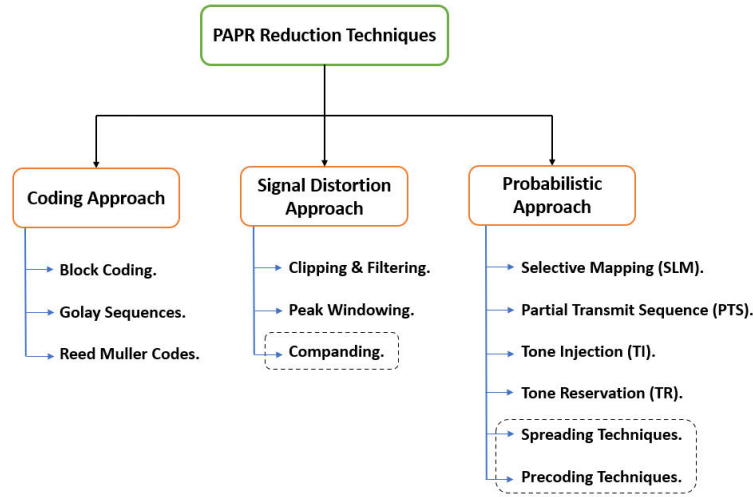 PAPR Reduction Techniques
Coding Approach
Block Coding.
Golay Sequences.
Reed Muller Codes.
Signal Distortion
Approach
Clipping & Filtering.
Peak Windowing.
Companding.
Probabilistic
Approach
Selective Mapping (SLM).
Partial Transmit Sequence (PTS).
Tone Injection (TI).
Tone Reservation (TR).
Spreading Techniques.
Precoding Techniques.